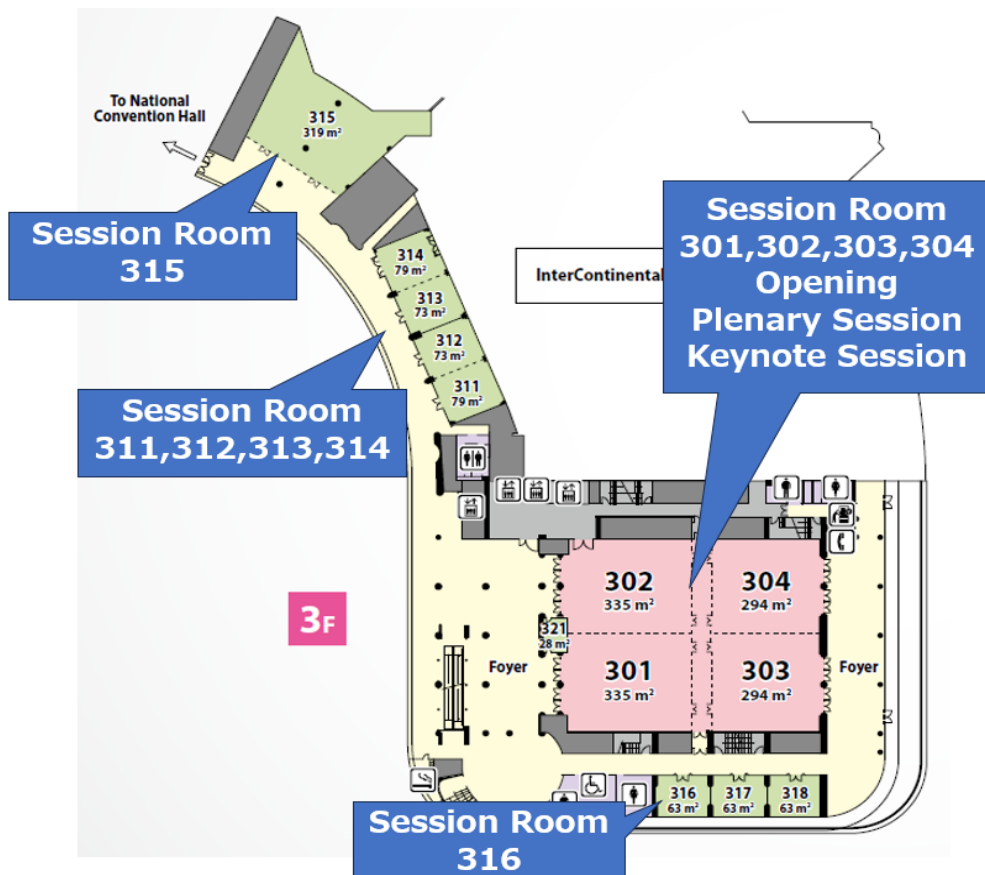 To National
Convention Hall
315
319 m²
Session Room
315
Session Room
301,302,303,304
Opening
Plenary Session
Keynote Session
InterContinental
314
79 m²
313
73 m²
312
73 m²
311
79 m²
Session Room
311,312,313,314
302
335 m²
304
294 m²
3F
321
28 m²
Foyer
301
335 m²
303
294 m²
Foyer
316
63 m²
317
63 m²
318
63 m²
Session Room
316